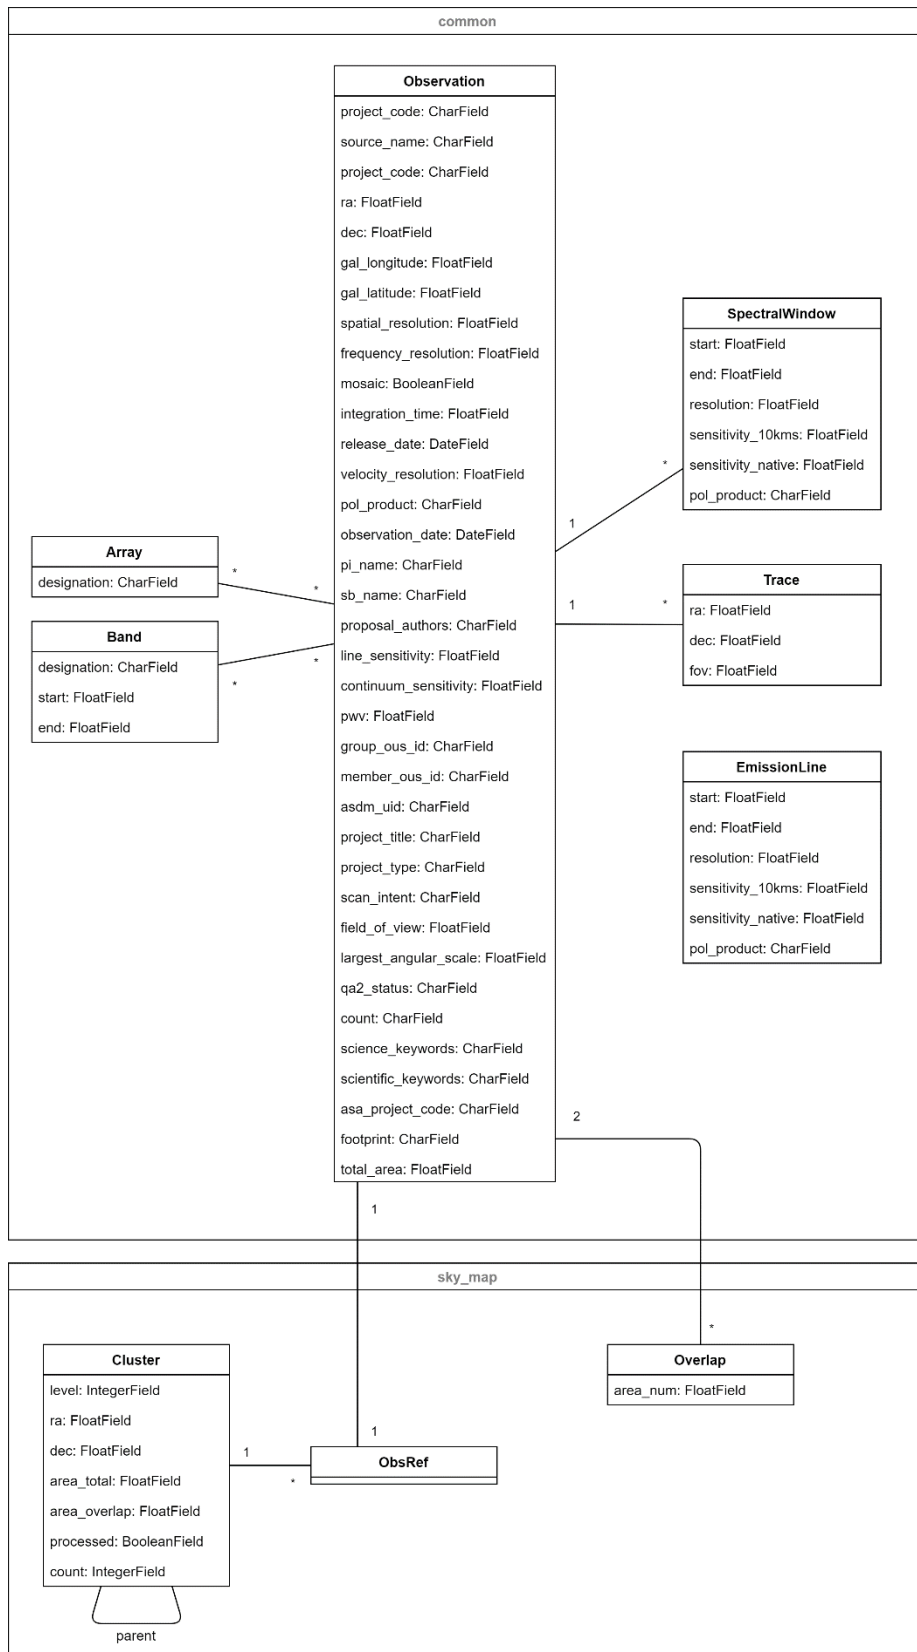 common
Observation
project_code: CharField
source_name: CharField
project_code: CharField
ra: FloatField
dec: FloatField
gal_longitude: FloatField
gal_latitude: FloatField
spatial_resolution: FloatField
frequency_resolution: FloatField
mosaic: BooleanField
integration_time: FloatField
release_date: DateField
velocity_resolution: FloatField
pol_product: CharField
observation_date: DateField
pi_name: CharField
sb_name: CharField
proposal_authors: CharField
line_sensitivity: FloatField
continuum_sensitivity: FloatField
pwv: FloatField
group_ous_id: CharField
member_ous_id: CharField
asdm_uid: CharField
project_title: CharField
project_type: CharField
scan_intent: CharField
field_of_view: FloatField
largest_angular_scale: FloatField
qa2_status: CharField
count: CharField
science_keywords: CharField
scientific_keywords: CharField
asa_project_code: CharField
footprint: CharField
total_area: FloatField
Array
designation: CharField
*
*
Band
designation: CharField
start: FloatField
end: FloatField
*
*
SpectralWindow
start: FloatField
end: FloatField
resolution: FloatField
sensitivity_10kms: FloatField
sensitivity_native: FloatField
pol_product: CharField
*
1
Trace
ra: FloatField
dec: FloatField
fov: FloatField
1
*
EmissionLine
start: FloatField
end: FloatField
resolution: FloatField
sensitivity_10kms: FloatField
sensitivity_native: FloatField
pol_product: CharField
2
1
sky_map
*
Cluster
level: IntegerField
ra: FloatField
dec: FloatField
area_total: FloatField
area_overlap: FloatField
processed: BooleanField
count: IntegerField
parent
1
*
1
ObsRef
Overlap
area_num: FloatField